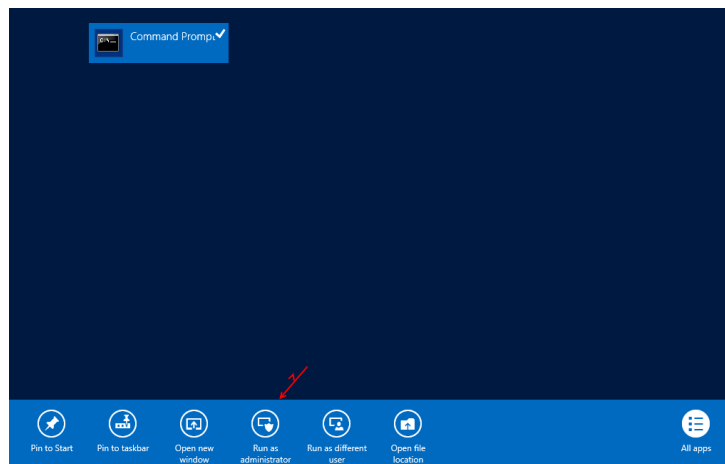 Command Promp
Pin to Start
Pin to taskbar
Open new
window
Run as
administrator
Run as different
user
Open file
location
All apps